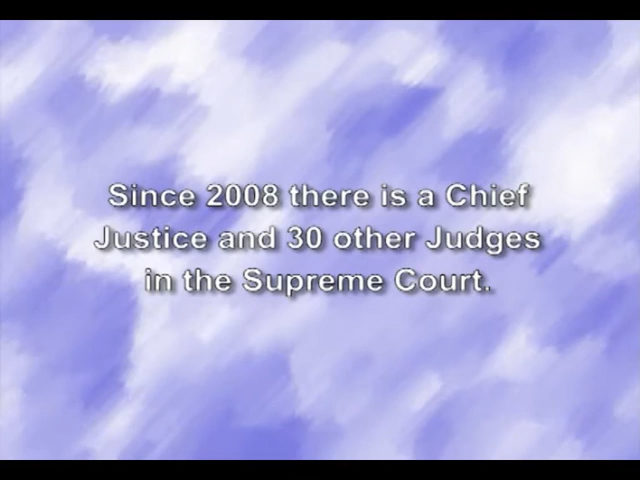 Since 2008 there is a Chief
Justice and 30 other Judges
in the Supreme Court.